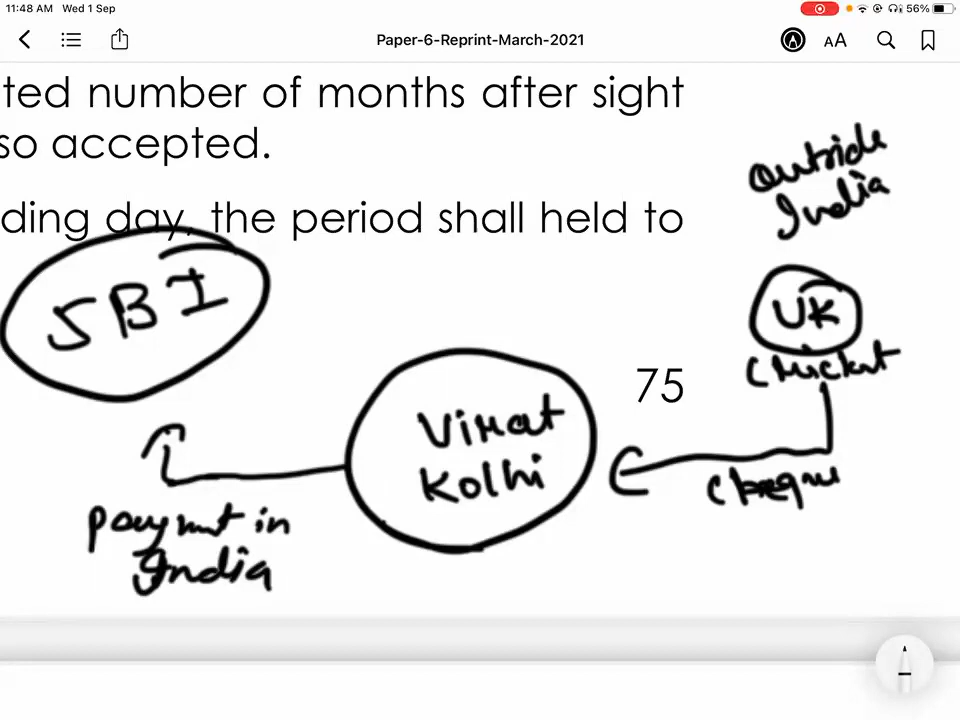 11:48 AM Wed 1 Sep
56%
Paper-6-Reprint-March-2021
AA
ted number of months after sight
so accepted.
outside
India
ding day, the period shall held to
SBI
UK
Cricket
75
Virat
Kolhi
Cheque
payment in
India